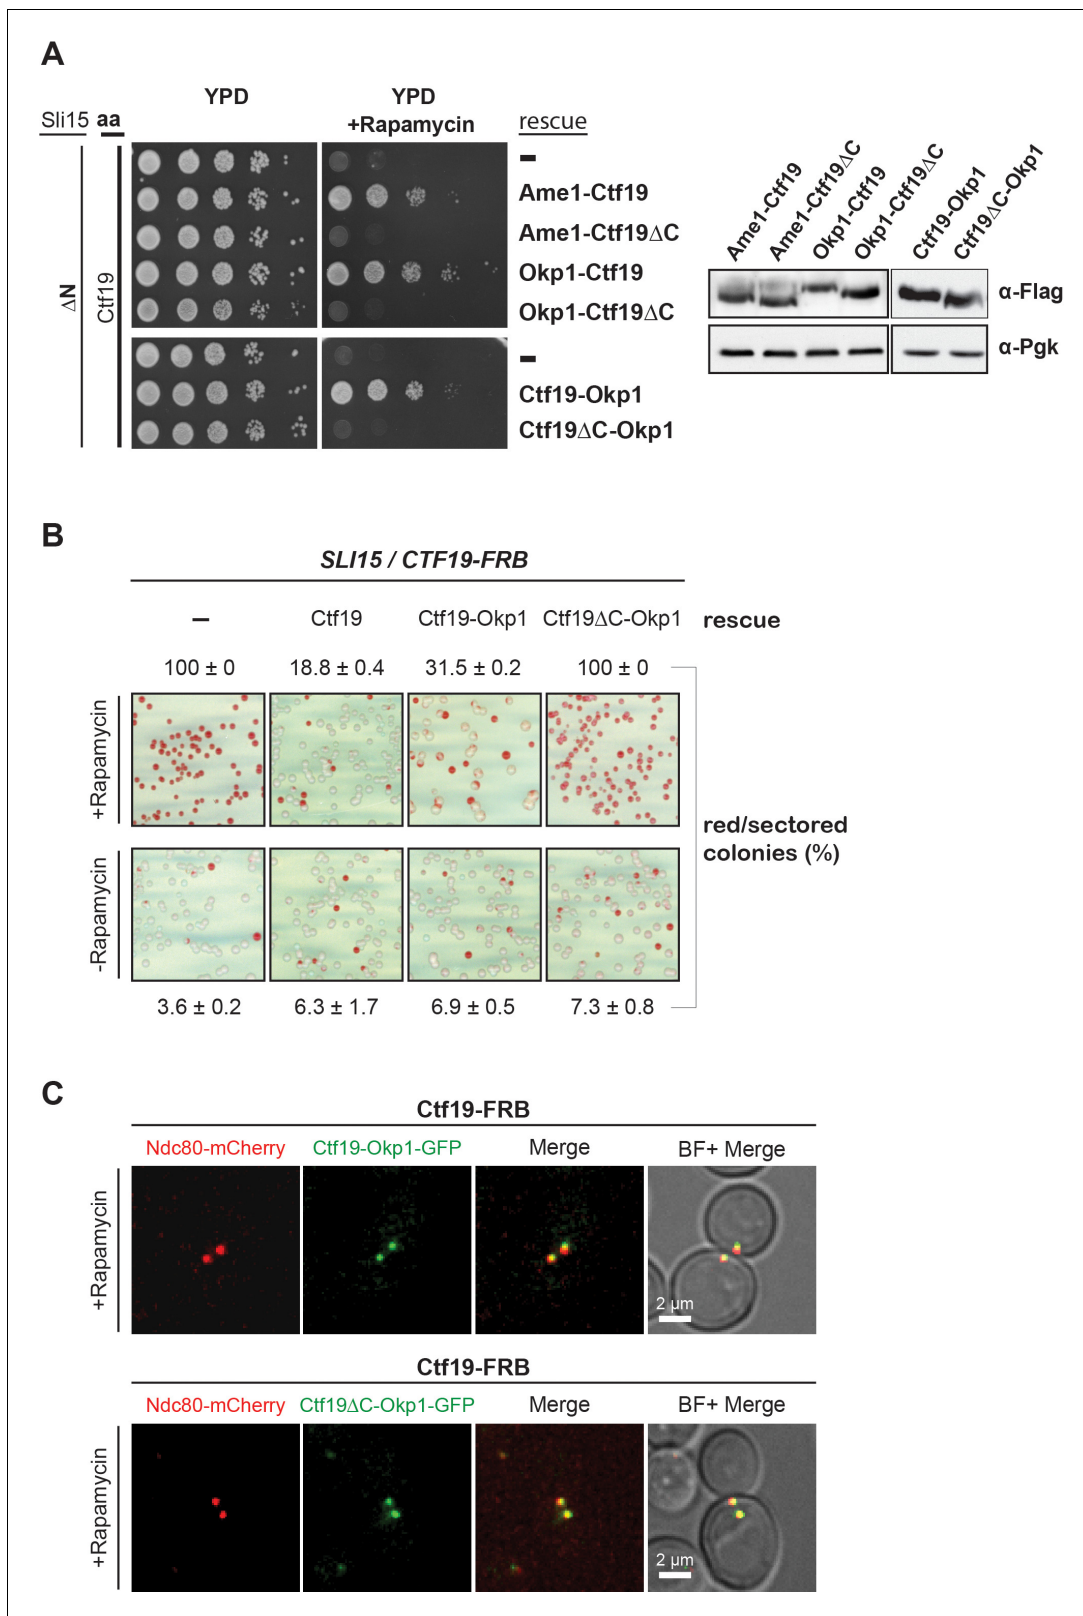 A
YPD
YPD
+Rapamycin
Sli15
aa
rescue
ΔN
Ctf19
–
Ame1-Ctf19
Ame1-Ctf19ΔC
Okp1-Ctf19
Okp1-Ctf19ΔC
–
Ctf19-Okp1
Ctf19ΔC-Okp1
Ame1-Ctf19
Ame1-Ctf19ΔC
Okp1-Ctf19
Okp1-Ctf19ΔC
Ctf19-Okp1
Ctf19ΔC-Okp1
α-Flag
α-Pgk
B
SLI15 / CTF19-FRB
– Ctf19 Ctf19-Okp1 Ctf19ΔC-Okp1 rescue
100 ± 0 18.8 ± 0.4 31.5 ± 0.2 100 ± 0
+Rapamycin
red/sectored
colonies (%)
-Rapamycin
3.6 ± 0.2 6.3 ± 1.7 6.9 ± 0.5 7.3 ± 0.8
C
Ctf19-FRB
Ndc80-mCherry Ctf19-Okp1-GFP Merge BF+ Merge
+Rapamycin
2 µm
Ctf19-FRB
Ndc80-mCherry Ctf19ΔC-Okp1-GFP Merge BF+ Merge
+Rapamycin
2 µm